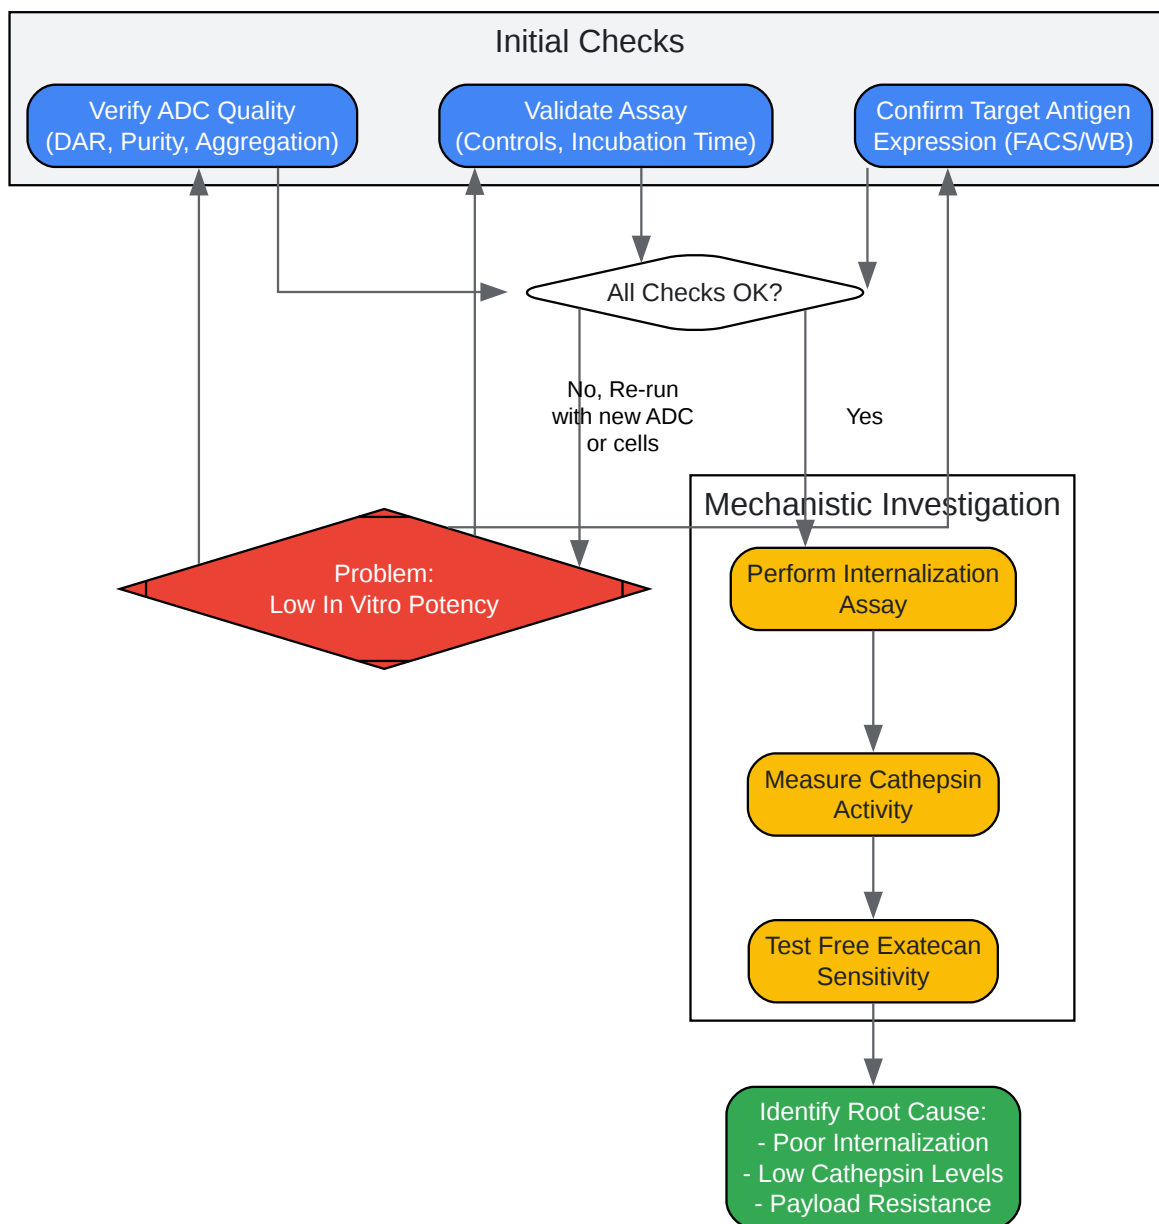 Initial Checks
Verify ADC Quality
(DAR, Purity, Aggregation)
Validate Assay
(Controls, Incubation Time)
Confirm Target Antigen
Expression (FACS/WB)
All Checks OK?
No, Re-run
with new ADC
or cells
Yes
Mechanistic Investigation
Problem:
Low In Vitro Potency
Perform Internalization
Assay
Measure Cathepsin
Activity
Test Free Exatecan
Sensitivity
Identify Root Cause:
- Poor Internalization
- Low Cathepsin Levels
- Payload Resistance